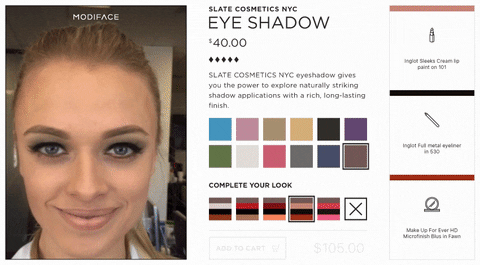 MODIFACE
SLATE COSMETICS NYC
EYE SHADOW
$40.00
SLATE COSMETICS NYC eyeshadow gives
you the power to explore naturally striking
shadow applications with a rich, long-lasting
finish.
COMPLETE YOUR LOOK
ADD TO CART
$105.00
Inglot Sleeks Cream lip
paint on 101
Inglot Full metal eyeliner
in 530
Make Up For Ever HD
Microfinish Blus in Fawn